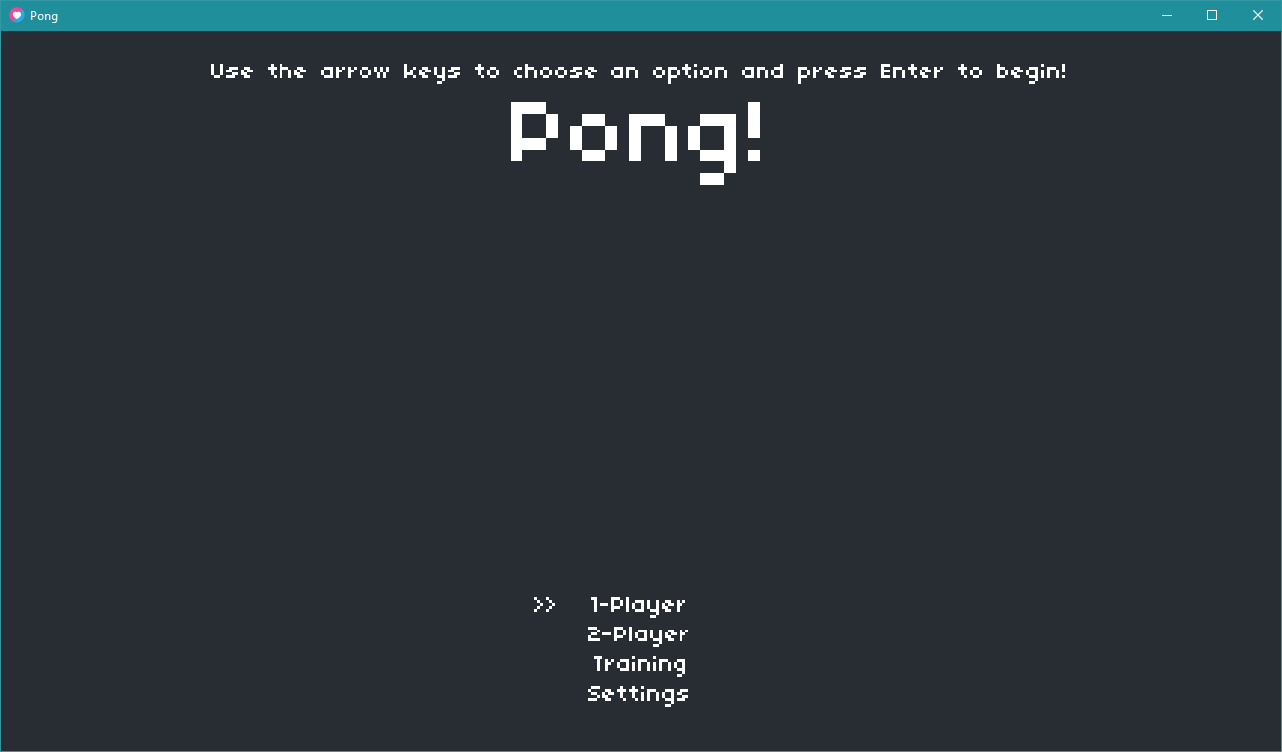 Pong
Use the arrow keys to choose an option and press Enter to begin!
Pong!
>> 1-Player
2-Player
Training
Settings